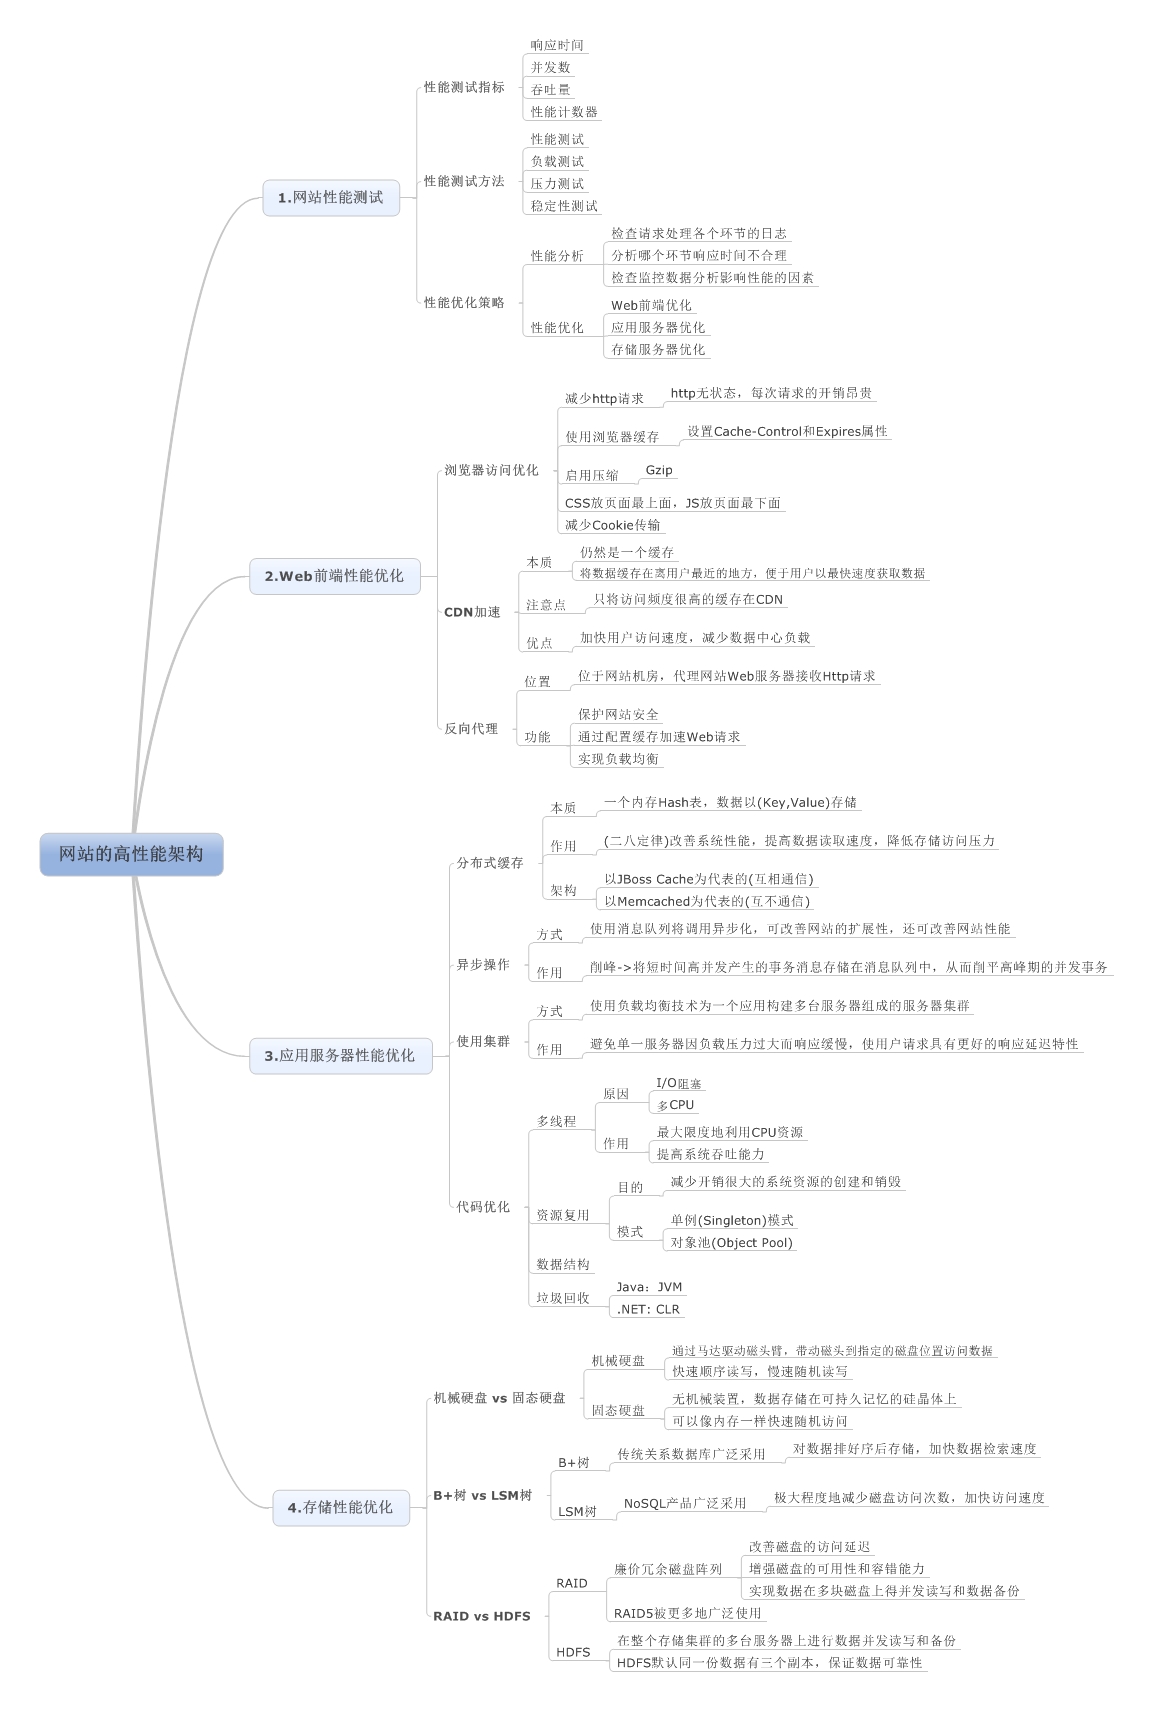 网站的高性能架构
1.网站性能测试
性能测试指标
响应时间
并发数
吞吐量
性能计数器
性能测试方法
性能测试
负载测试
压力测试
稳定性测试
性能优化策略
性能分析
检查请求处理各个环节的日志
分析哪个环节响应时间不合理
检查监控数据分析影响性能的因素
性能优化
Web前端优化
应用服务器优化
存储服务器优化
2.Web前端性能优化
浏览器访问优化
减少http请求
http无状态，每次请求的开销昂贵
使用浏览器缓存
设置Cache-Control和Expires属性
启用压缩
Gzip
CSS放页面最上面，JS放页面最下面
减少Cookie传输
CDN加速
本质
仍然是一个缓存
将数据缓存在离用户最近的地方，便于用户以最快速度获取数据
注意点
只将访问频度很高的缓存在CDN
优点
加快用户访问速度，减少数据中心负载
反向代理
位置
位于网站机房，代理网站Web服务器接收Http请求
功能
保护网站安全
通过配置缓存加速Web请求
实现负载均衡
3.应用服务器性能优化
分布式缓存
本质
一个内存Hash表，数据以(Key,Value)存储
作用
(二八定律)改善系统性能，提高数据读取速度，降低存储访问压力
架构
以JBoss Cache为代表的(互相通信)
以Memcached为代表的(互不通信)
异步操作
方式
使用消息队列将调用异步化，可改善网站的扩展性，还可改善网站性能
作用
削峰->将短时间高并发产生的事务消息存储在消息队列中，从而削平高峰期的并发事务
使用集群
方式
使用负载均衡技术为一个应用构建多台服务器组成的服务器集群
作用
避免单一服务器因负载压力过大而响应缓慢，使用户请求具有更好的响应延迟特性
代码优化
多线程
原因
I/O阻塞
多CPU
作用
最大限度地利用CPU资源
提高系统吞吐能力
资源复用
目的
减少开销很大的系统资源的创建和销毁
模式
单例(Singleton)模式
对象池(Object Pool)
数据结构
垃圾回收
Java：JVM
.NET: CLR
4.存储性能优化
机械硬盘 vs 固态硬盘
机械硬盘
通过马达驱动磁头臂，带动磁头到指定的磁盘位置访问数据
快速顺序读写，慢速随机读写
固态硬盘
无机械装置，数据存储在可持久记忆的硅晶体上
可以像内存一样快速随机访问
B+树 vs LSM树
B+树
传统关系数据库广泛采用
对数据排好序后存储，加快数据检索速度
LSM树
NoSQL产品广泛采用
极大程度地减少磁盘访问次数，加快访问速度
RAID vs HDFS
RAID
廉价冗余磁盘阵列
改善磁盘的访问延迟
增强磁盘的可用性和容错能力
实现数据在多块磁盘上得并发读写和数据备份
RAID5被更多地广泛使用
HDFS
在整个存储集群的多台服务器上进行数据并发读写和备份
HDFS默认同一份数据有三个副本，保证数据可靠性